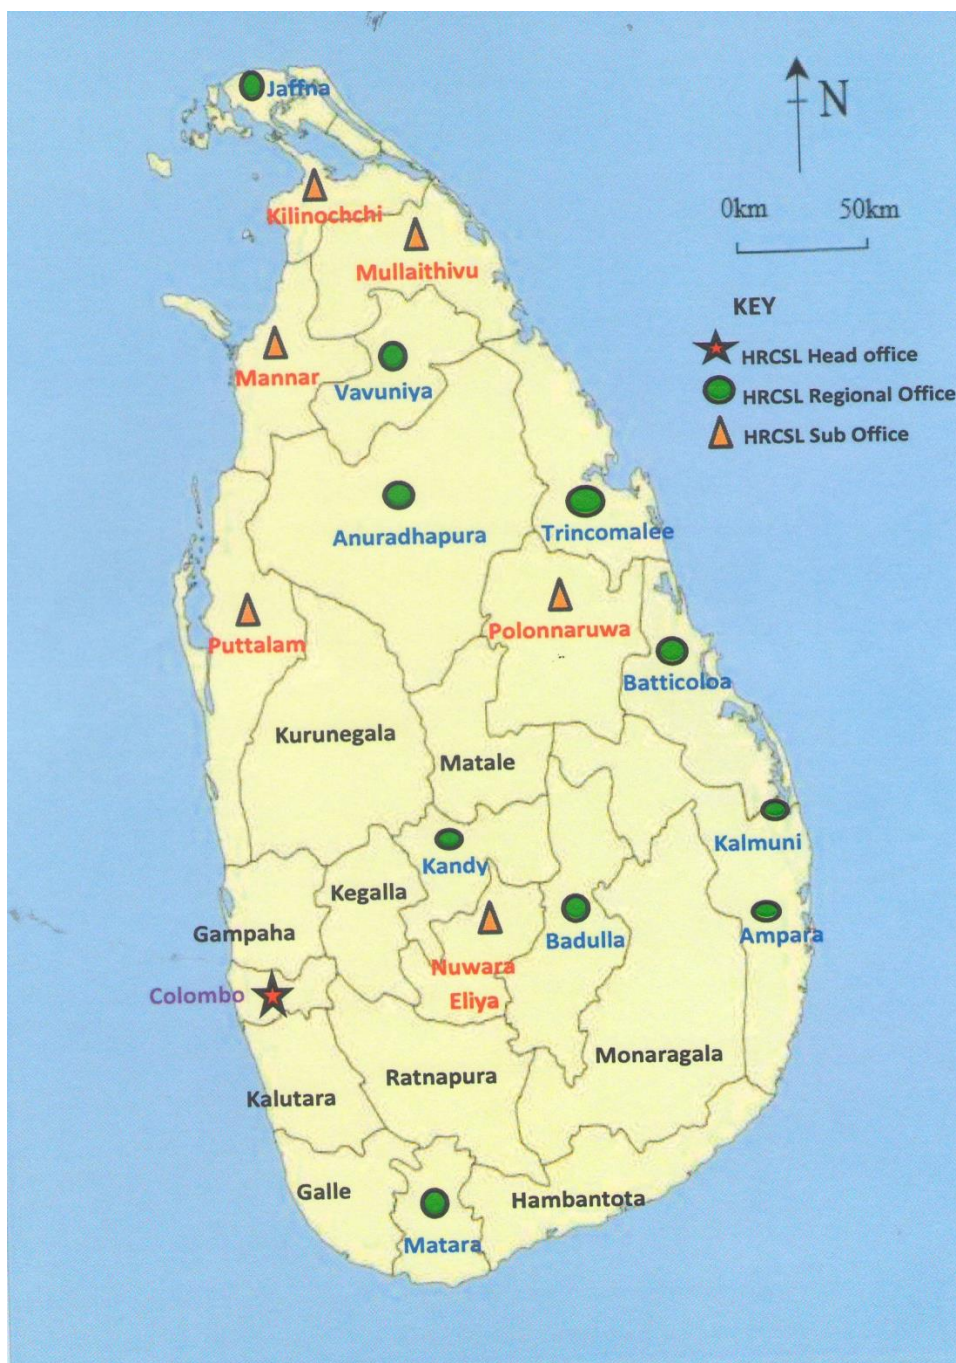 Jaffna
N
Kilinochchi
0km 50km
Mullaithivu
KEY
HRCSL Head office
Mannar
Vavuniya
HRCSL Regional Office
HRCSL Sub Office
Anuradhapura
Trincomalee
Puttalam
Polonnaruwa
Batticoloa
Kurunegala
Matale
Kalmuni
Kandy
Kegalla
Gampaha
Badulla
Ampara
Nuwara
Eliya
Colombo
Monaragala
Ratnapura
Kalutara
Galle
Hambantota
Matara